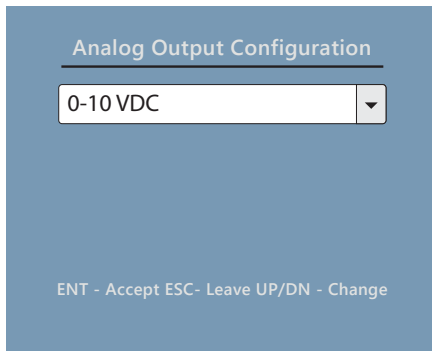 Analog Output Configuration
0-10 VDC
ENT - Accept ESC- Leave UP/DN - Change